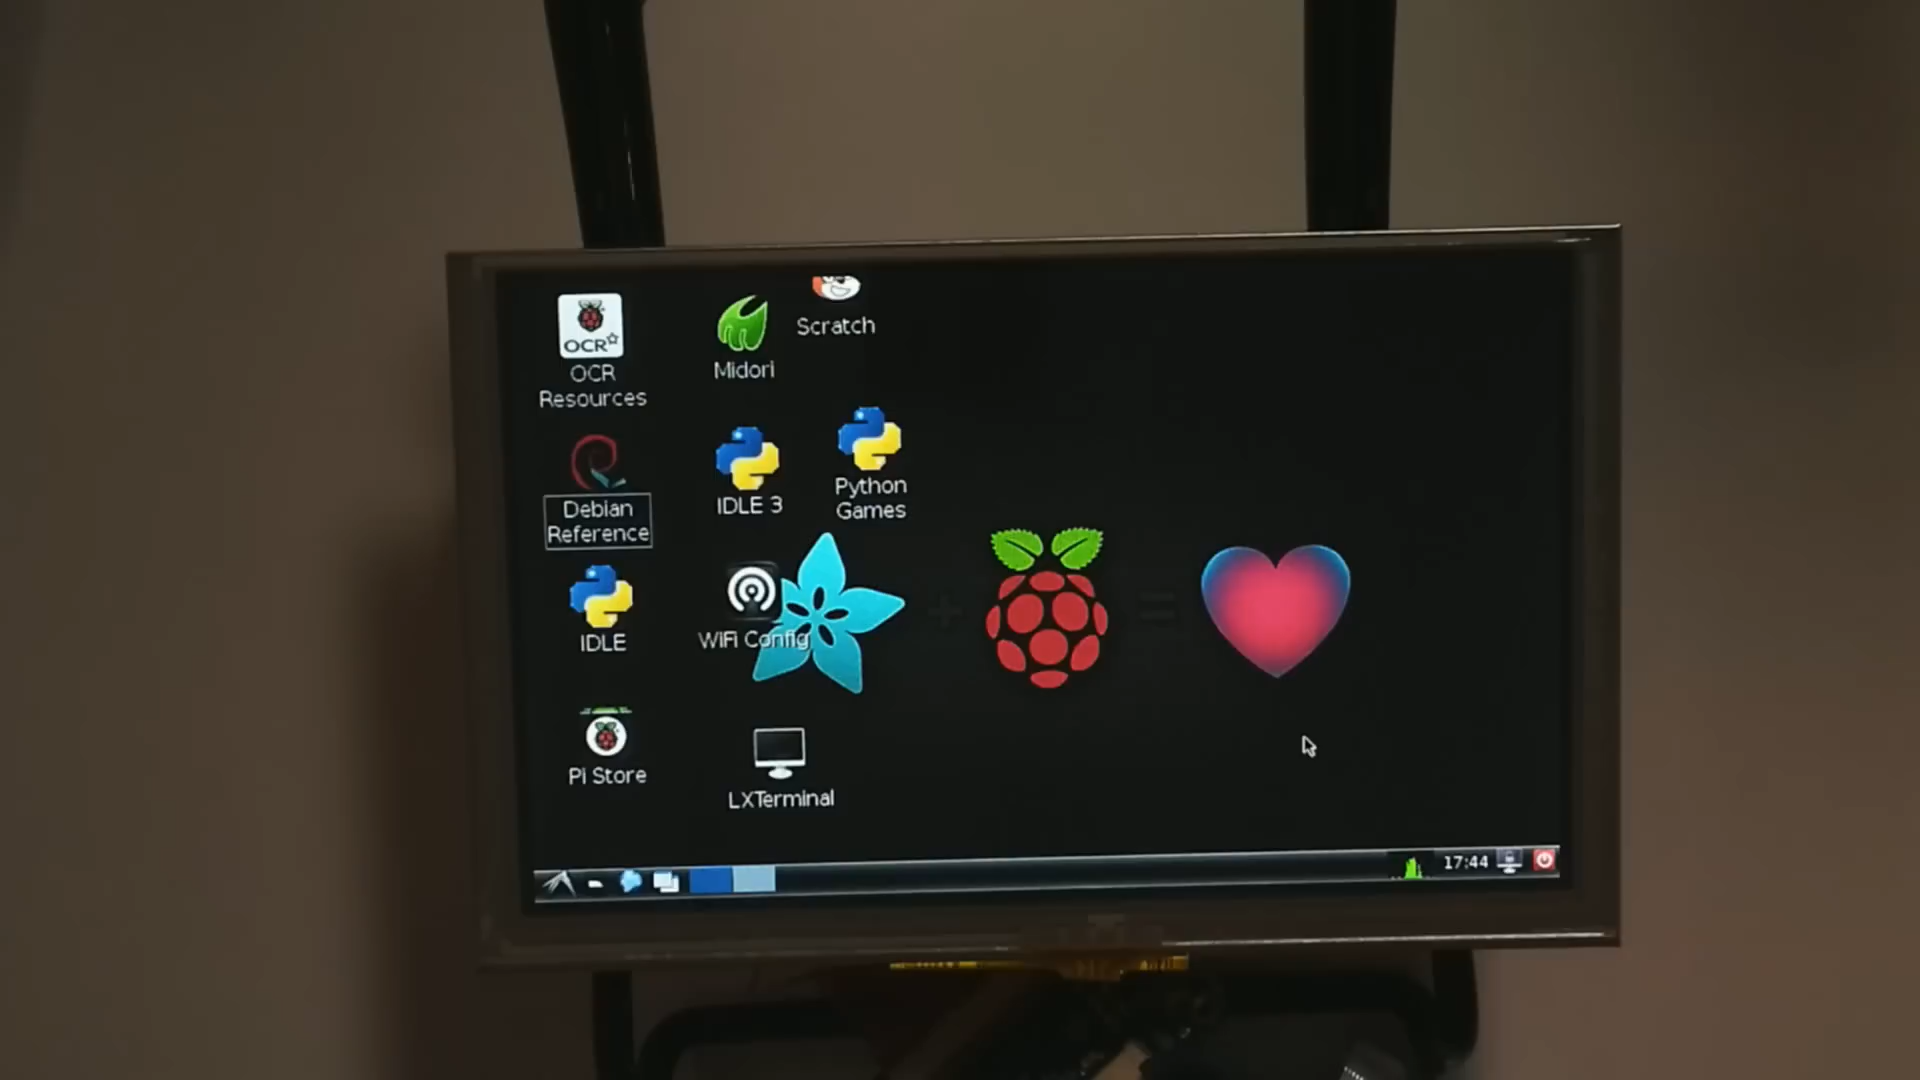 OCR
OCR
Resources
Midori
Scratch
Debian
Reference
IDLE 3
Python
Games
IDLE
WiFi Config
+
=
Pi Store
LXTerminal
17:44